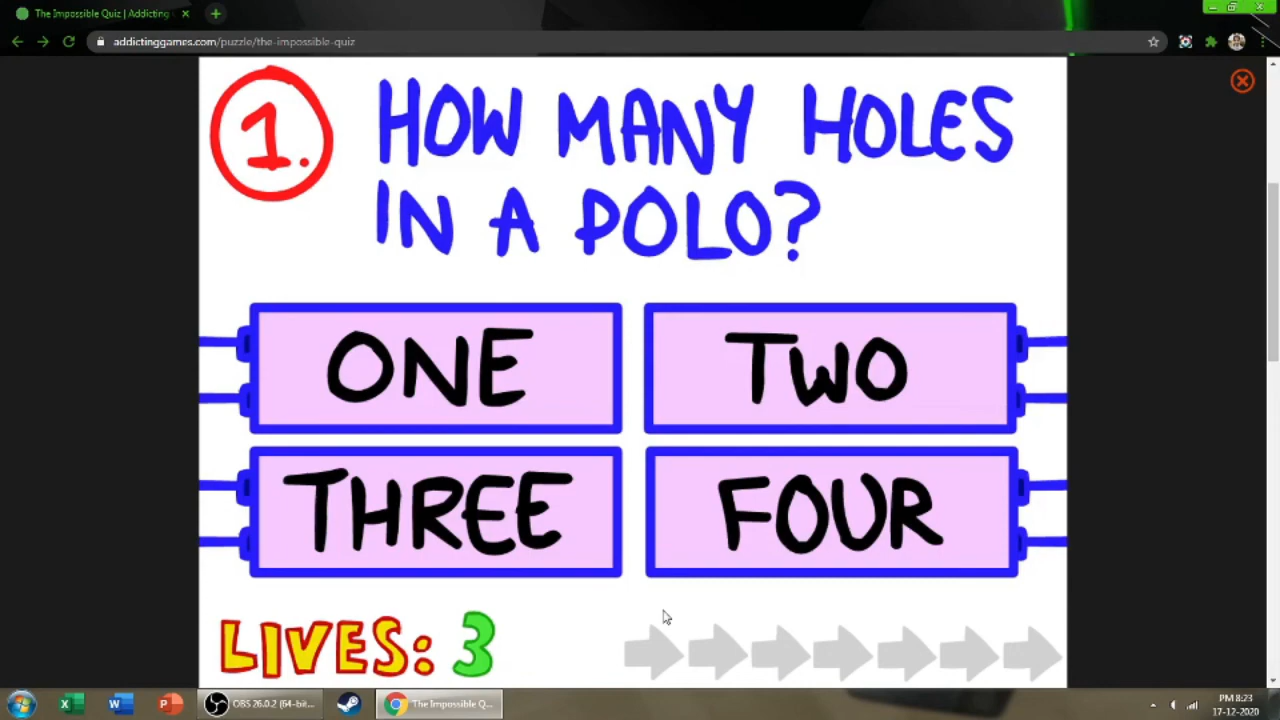 The Impossible Quiz | Addicting
addictinggames.com/puzzle/the-impossible-quiz
1. HOW MANY HOLES
IN A POLO?
ONE
TWO
THREE
FOUR
LIVES: 3
OBS 26.0.2 (64-bit...
The Impossible Q...
PM 8:23
17-12-2020